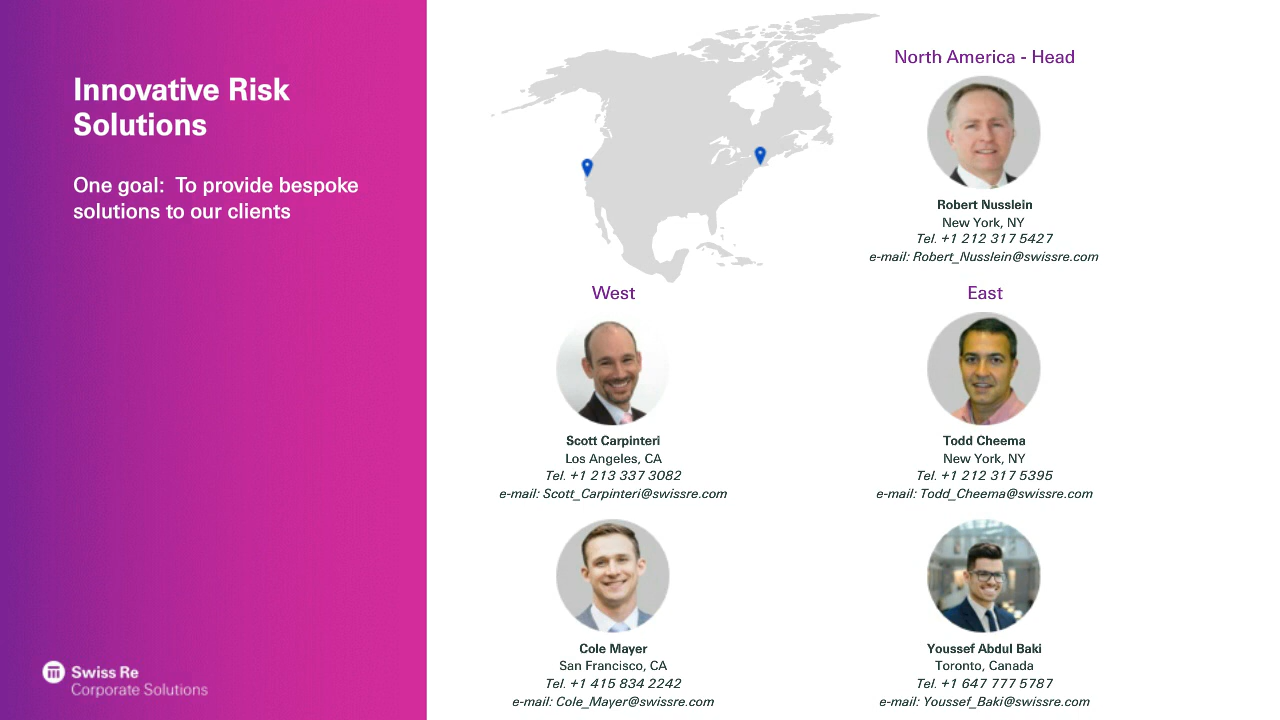 Innovative Risk
Solutions
One goal:  To provide bespoke
solutions to our clients
Swiss Re
Corporate Solutions
North America - Head
Robert Nusslein
New York, NY
Tel. +1 212 317 5427
e-mail: Robert_Nusslein@swissre.com
West
Scott Carpinteri
Los Angeles, CA
Tel. +1 213 337 3082
e-mail: Scott_Carpinteri@swissre.com
Cole Mayer
San Francisco, CA
Tel. +1 415 834 2242
e-mail: Cole_Mayer@swissre.com
East
Todd Cheema
New York, NY
Tel. +1 212 317 5395
e-mail: Todd_Cheema@swissre.com
Youssef Abdul Baki
Toronto, Canada
Tel. +1 647 777 5787
e-mail: Youssef_Baki@swissre.com